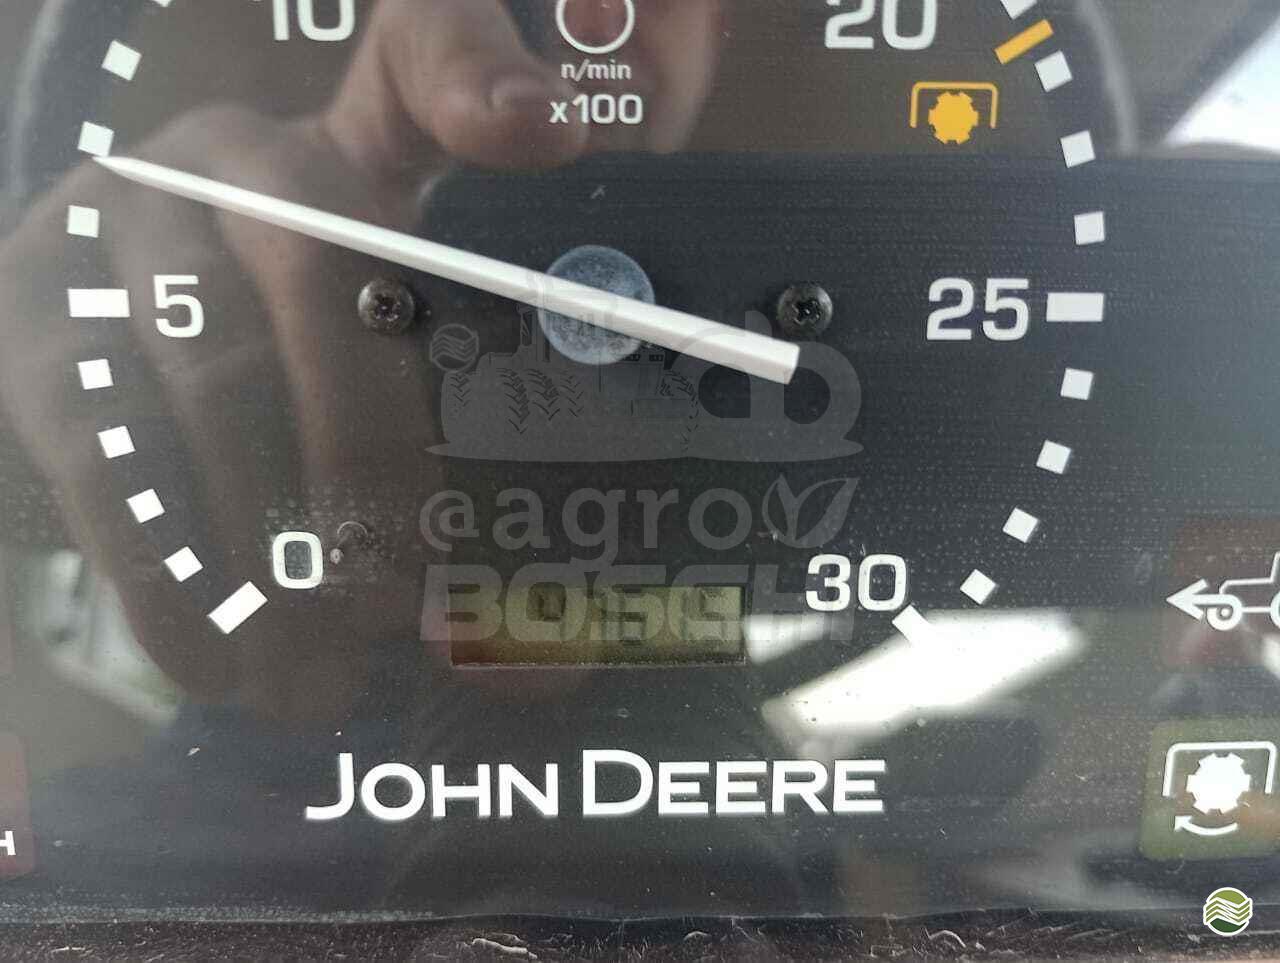 10
20
n/min
x100
5
25
@agro
BOSCH
0
30
JOHN DEERE
H